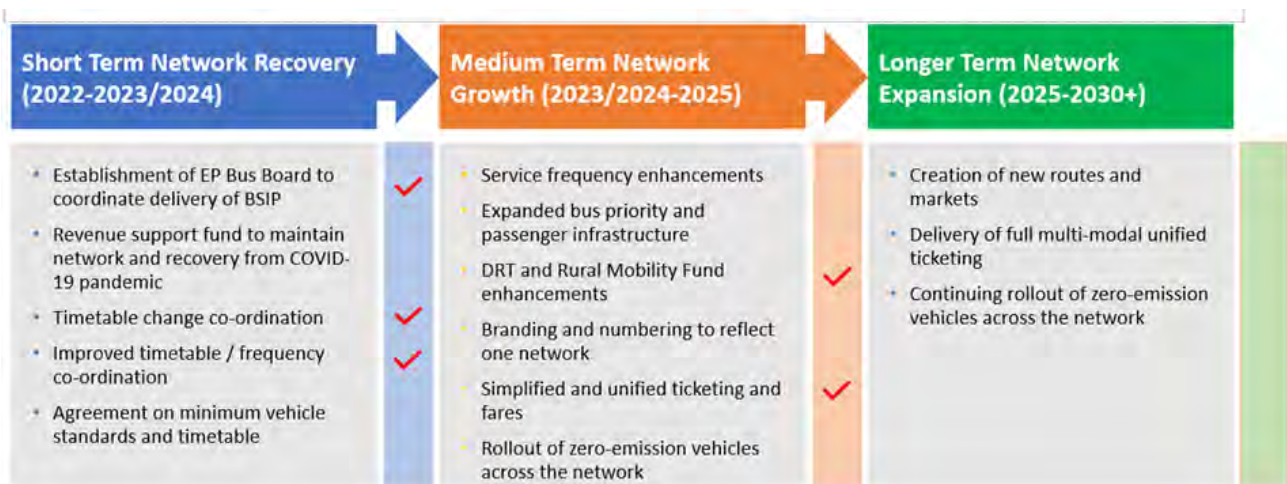 Short Term Network Recovery
(2022-2023/2024)
• Establishment of EP Bus Board to
coordinate delivery of BSIP
• Revenue support fund to maintain
network and recovery from COVID-
19 pandemic
• Timetable change co-ordination
• Improved timetable / frequency
co-ordination
• Agreement on minimum vehicle
standards and timetable
Medium Term Network
Growth (2023/2024-2025)
• Service frequency enhancements
• Expanded bus priority and
passenger infrastructure
• DRT and Rural Mobility Fund
enhancements
• Branding and numbering to reflect
one network
• Simplified and unified ticketing and
fares
• Rollout of zero-emission vehicles
across the network
Longer Term Network
Expansion (2025-2030+)
• Creation of new routes and
markets
• Delivery of full multi-modal unified
ticketing
• Continuing rollout of zero-emission
vehicles across the network